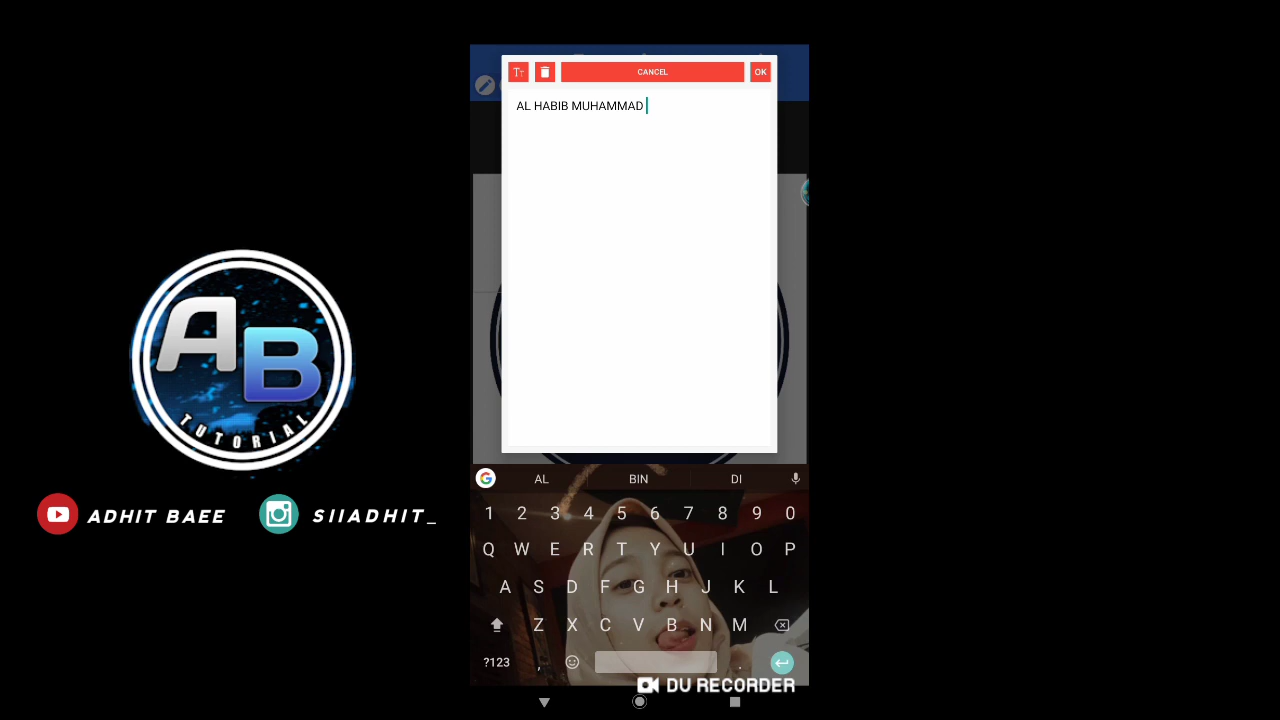 TT
CANCEL
OK
AL HABIB MUHAMMAD
AB
TUTORIAL
ADHIT BAEE
SIIADHIT_
G
AL BIN DI
1 2 3 4 5 6 7 8 9 0
Q W E R T Y U I O P
A S D F G H J K L
Z X C V B N M
?123 , .
DU RECORDER